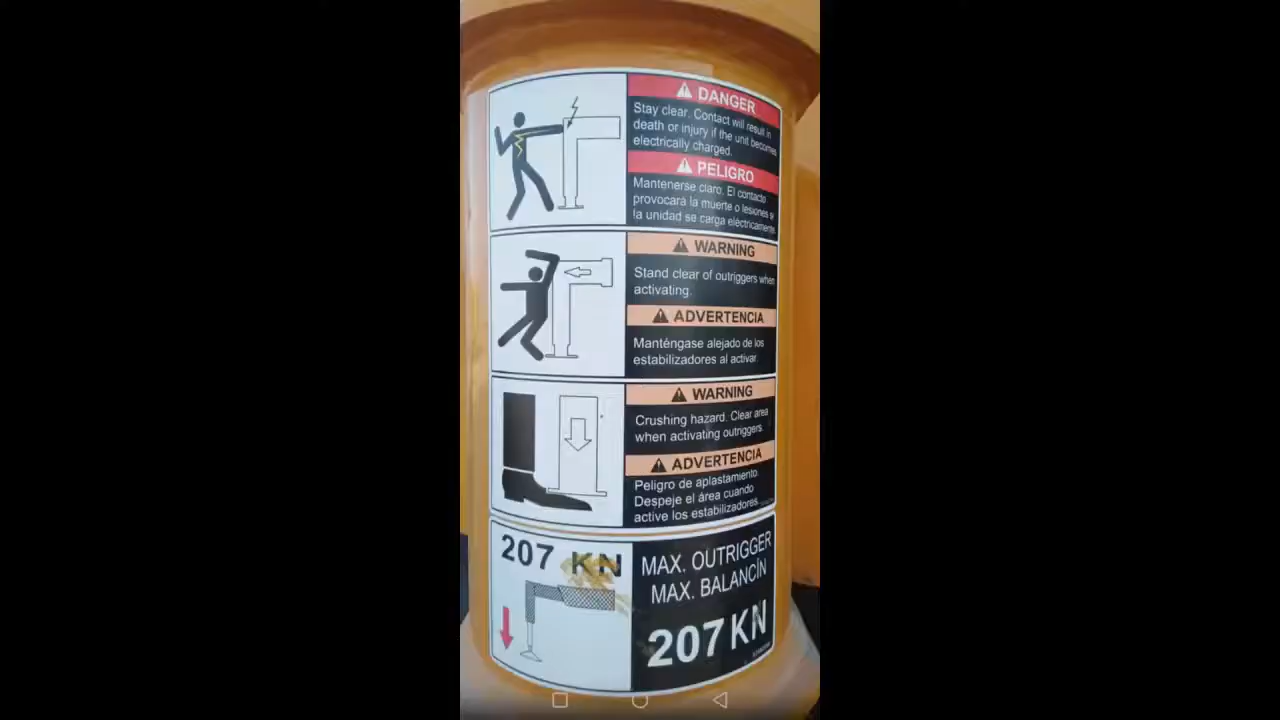 DANGER
Stay clear. Contact will result in
death or injury if the unit becomes
electrically charged.
PELIGRO
Mantenerse claro. El contacto
provocará la muerte o lesiones si
la unidad se carga eléctricamente.
WARNING
Stand clear of outriggers when
activating.
ADVERTENCIA
Manténgase alejado de los
estabilizadores al activar.
WARNING
Crushing hazard. Clear area
when activating outriggers.
ADVERTENCIA
Peligro de aplastamiento.
Despeje el área cuando
active los estabilizadores.
207 KN
MAX. OUTRIGGER
MAX. BALANCÍN
207 KN